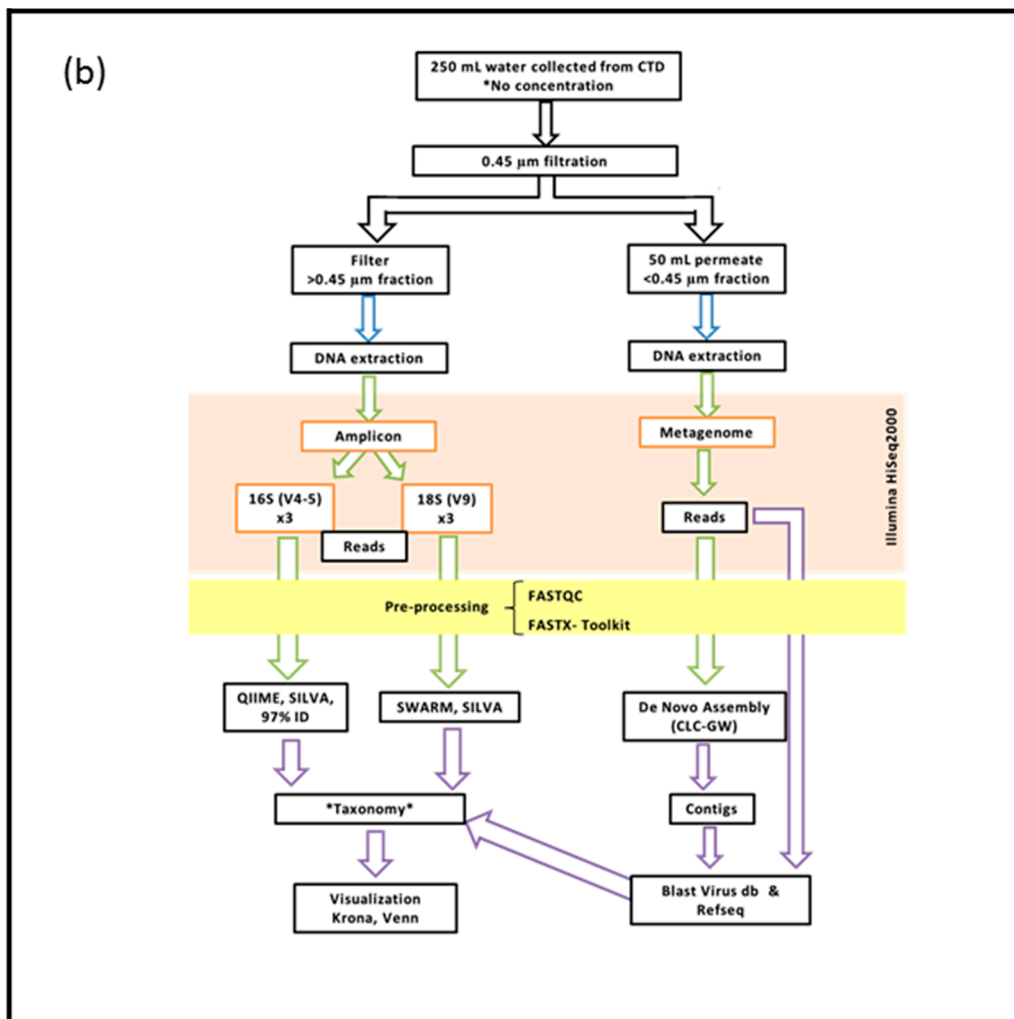 (b)
250 mL water collected from CTD
*No concentration
0.45 μm filtration
Filter
>0.45 μm fraction
50 mL permeate
<0.45 μm fraction
DNA extraction
DNA extraction
Amplicon
Metagenome
Illumina HiSeq2000
16S (V4-5)
x3
18S (V9)
x3
Reads
Reads
Pre-processing
FASTQC
FASTX- Toolkit
QIIME, SILVA,
97% ID
SWARM, SILVA
De Novo Assembly
(CLC-GW)
*Taxonomy*
Contigs
Visualization
Krona, Venn
Blast Virus db & 
Refseq